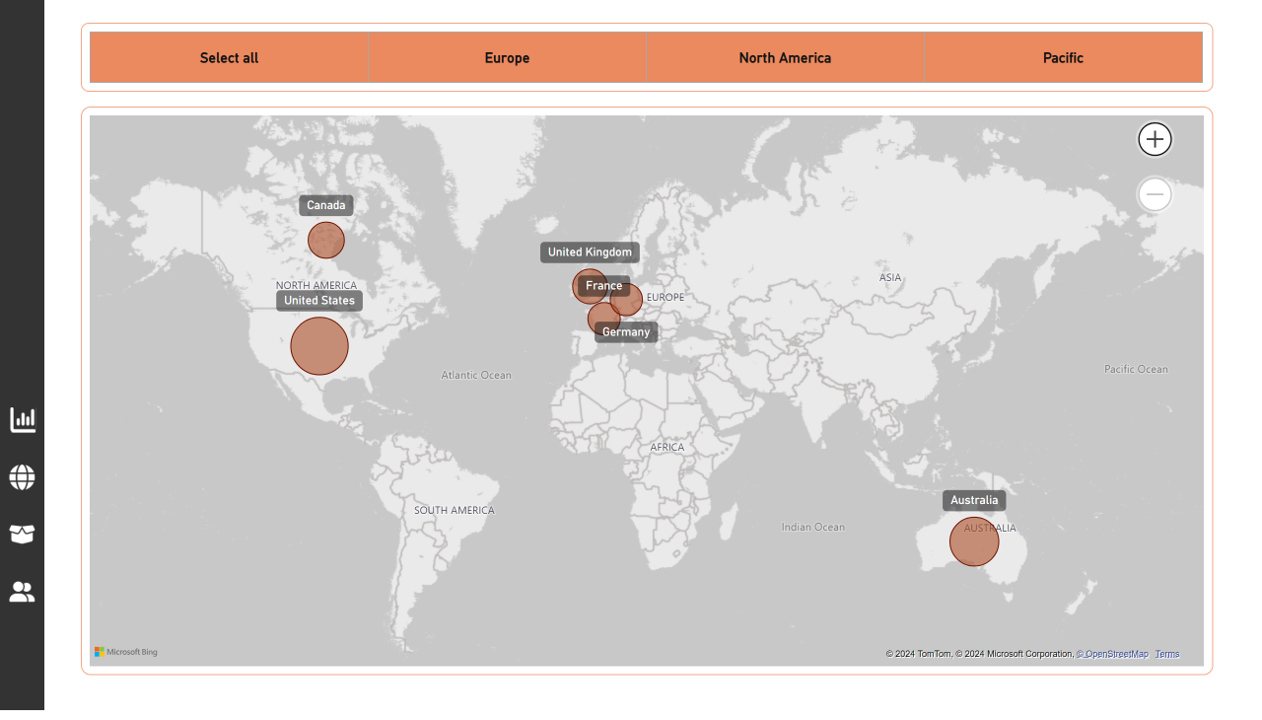 Select all
Europe
North America
Pacific
Canada
NORTH AMERICA
United States
United Kingdom
France
EUROPE
Germany
ASIA
Atlantic Ocean
Pacific Ocean
AFRICA
SOUTH AMERICA
Australia
AUSTRALIA
Indian Ocean
Microsoft Bing
© 2024 TomTom, © 2024 Microsoft Corporation, © OpenStreetMap Terms